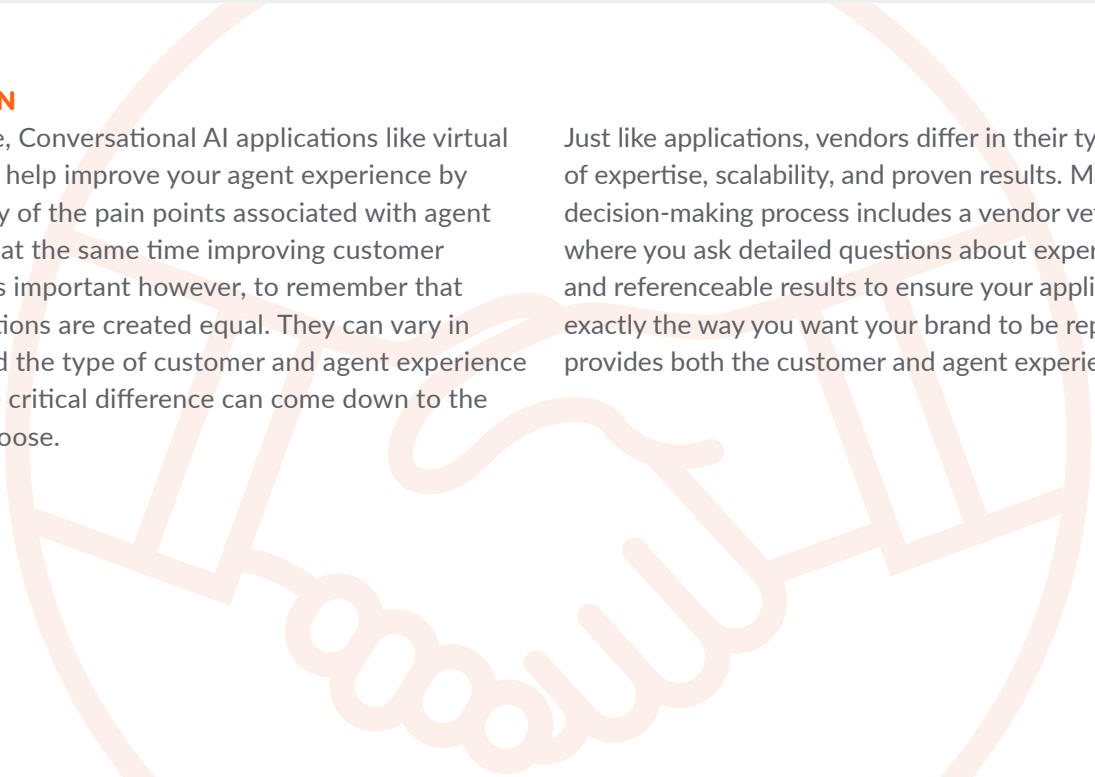 N
e, Conversational AI applications like virtual
help improve your agent experience by
y of the pain points associated with agent
at the same time improving customer
s important however, to remember that
tions are created equal. They can vary in
d the type of customer and agent experience
critical difference can come down to the
oose.
Just like applications, vendors differ in their ty
of expertise, scalability, and proven results. Ma
decision-making process includes a vendor vet
where you ask detailed questions about exper
and referenceable results to ensure your appli
exactly the way you want your brand to be rep
provides both the customer and agent experie